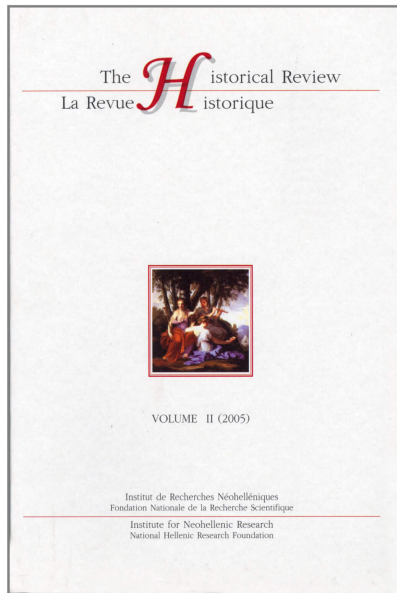 The Historical Review
La Revue Historique
VOLUME II (2005)
Institut de Recherches Néohelléniques
Fondation Nationale de la Recherche Scientifique
Institute for Neohellenic Research
National Hellenic Research Foundation